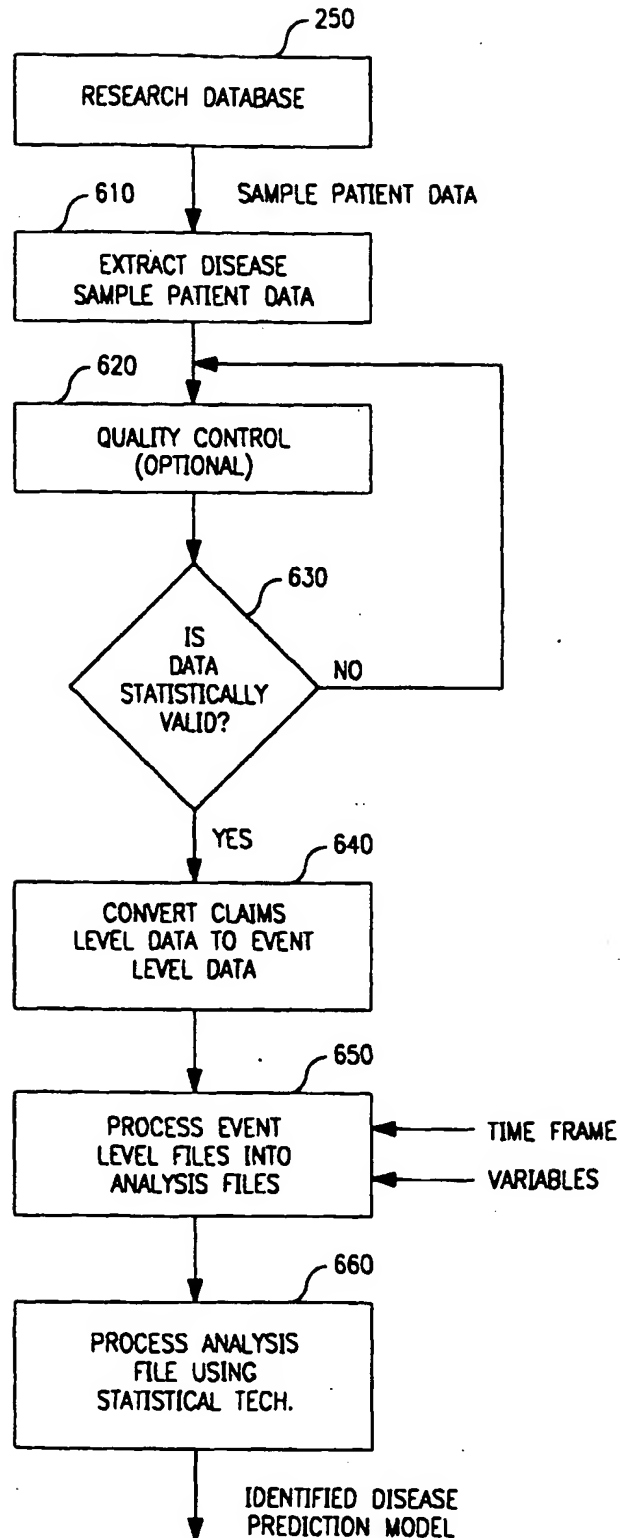 250
RESEARCH DATABASE
SAMPLE PATIENT DATA
610
EXTRACT DISEASE
SAMPLE PATIENT DATA
620
QUALITY CONTROL
(OPTIONAL)
630
IS
DATA
STATISTICALLY
VALID?
NO
YES
640
CONVERT CLAIMS
LEVEL DATA TO EVENT
LEVEL DATA
650
PROCESS EVENT
LEVEL FILES INTO
ANALYSIS FILES
TIME FRAME
VARIABLES
660
PROCESS ANALYSIS
FILE USING
STATISTICAL TECH.
IDENTIFIED DISEASE
PREDICTION MODEL